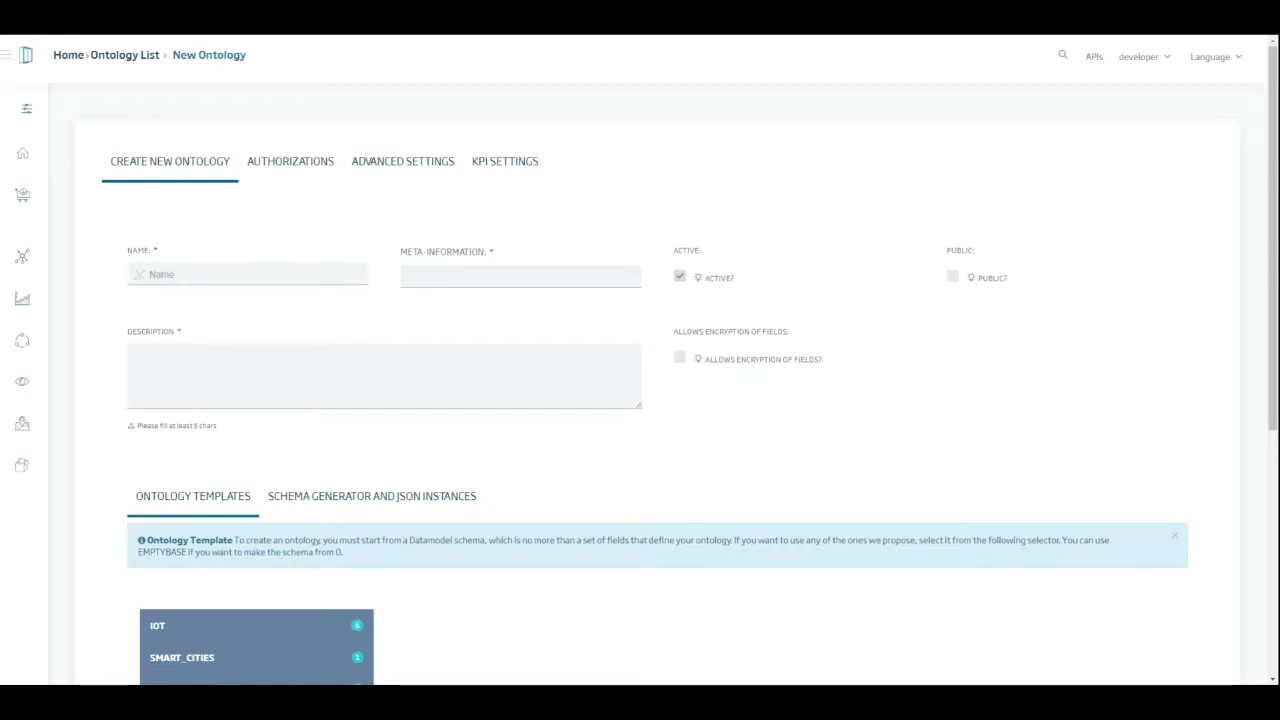 Home › Ontology List › New Ontology
APIs developer Language
CREATE NEW ONTOLOGY AUTHORIZATIONS ADVANCED SETTINGS KPI SETTINGS
NAME: * META-INFORMATION: * ACTIVE: PUBLIC:
Name ACTIVE? PUBLIC?
DESCRIPTION * ALLOWS ENCRYPTION OF FIELDS:
ALLOWS ENCRYPTION OF FIELDS?
Please fill at least 5 chars
ONTOLOGY TEMPLATES SCHEMA GENERATOR AND JSON INSTANCES
Ontology Template To create an ontology, you must start from a Datamodel schema, which is no more than a set of fields that define your ontology. If you want to use any of the ones we propose, select it from the following selector. You can use
EMPTYBASE if you want to make the schema from 0.
IOT 6
SMART_CITIES 1